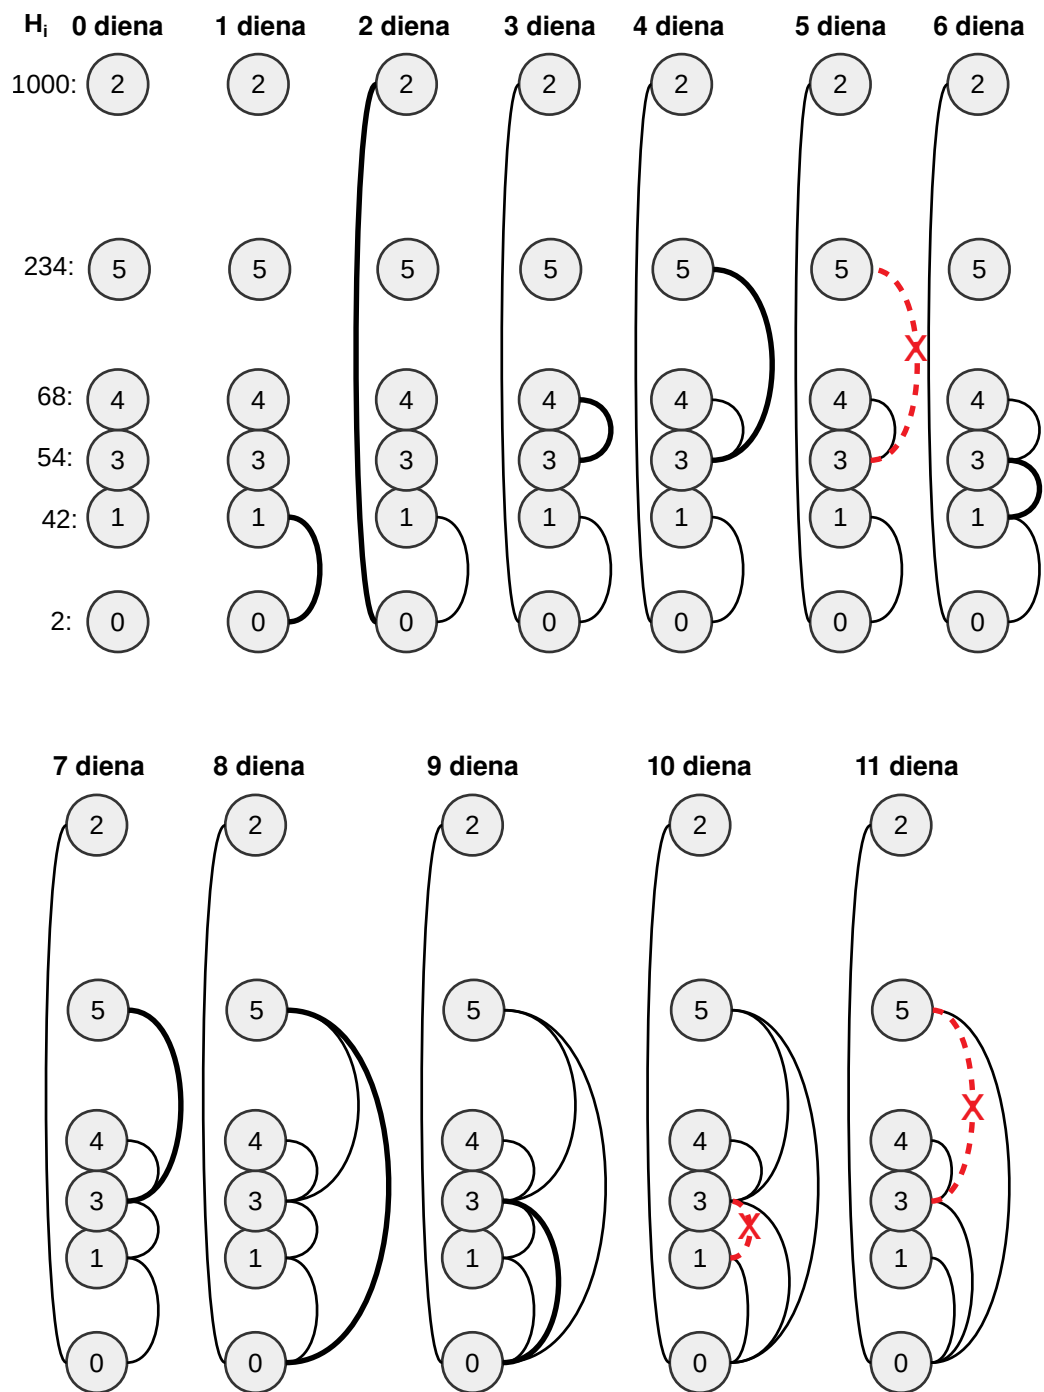 Hi 0 diena 1 diena 2 diena 3 diena 4 diena 5 diena 6 diena
1000: 2 2 2 2 2 2 2
234: 5 5 5 5 5 5 5
X
68: 4 4 4 4 4 4 4
54: 3 3 3 3 3 3 3
42: 1 1 1 1 1 1 1
2: 0 0 0 0 0 0 0
7 diena 8 diena 9 diena 10 diena 11 diena
2 2 2 2 2
5 5 5 5 5
X
4 4 4 4 4
3 3 3 3 3
X
1 1 1 1 1
0 0 0 0 0